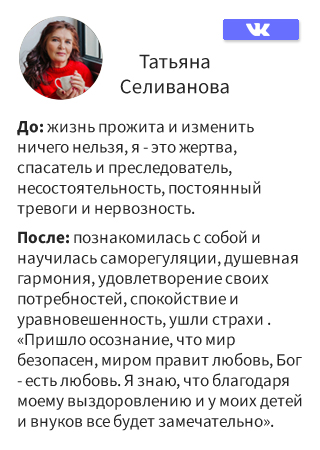 Татьяна
Селиванова
До: жизнь прожита и изменить
ничего нельзя, я - это жертва,
спасатель и преследователь,
несостоятельность, постоянный
тревоги и нервозность.
После: познакомилась с собой и
научилась саморегуляции, душевная
гармония, удовлетворение своих
потребностей, спокойствие и
уравновешенность, ушли страхи .
«Пришло осознание, что мир
безопасен, миром правит любовь, Бог
- есть любовь. Я знаю, что благодаря
моему выздоровлению и у моих детей
и внуков все будет замечательно».